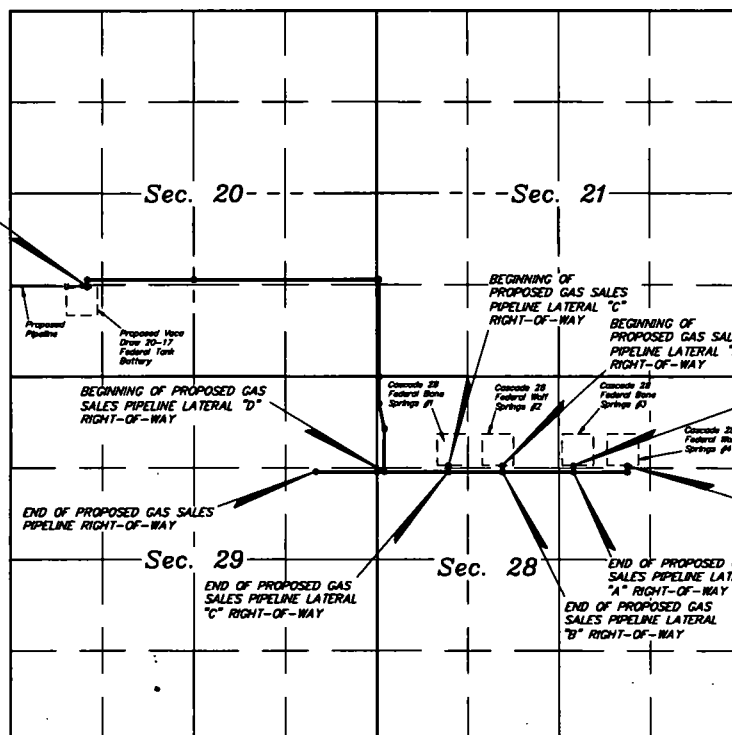 Sec. 20
Sec. 21
BEGINNING OF
PROPOSED GAS SALES
PIPELINE LATERAL "C"
RIGHT-OF-WAY
BEGINNING OF
PROPOSED GAS SAL
PIPELINE LATERAL "
RIGHT-OF-WAY
Proposed
Pipeline
Proposed Vaca
Draw 20-17
Federal Tank
Battery
BEGINNING OF PROPOSED GAS
SALES PIPELINE LATERAL "D"
RIGHT-OF-WAY
Cascade 28
Federal Bone
Springs #1
Cascade 28
Federal Wolf
Springs #2
Cascade 28
Federal Bone
Springs #3
Cascade 28
Federal Wo
Springs #4
END OF PROPOSED GAS SALES
PIPELINE RIGHT-OF-WAY
Sec. 29
Sec. 28
END OF PROPOSED GAS
SALES PIPELINE LATERAL
"C" RIGHT-OF-WAY
END OF PROPOSED G
SALES PIPELINE LAT
"A" RIGHT-OF-WAY
END OF PROPOSED GAS
SALES PIPELINE LATERAL
"B" RIGHT-OF-WAY